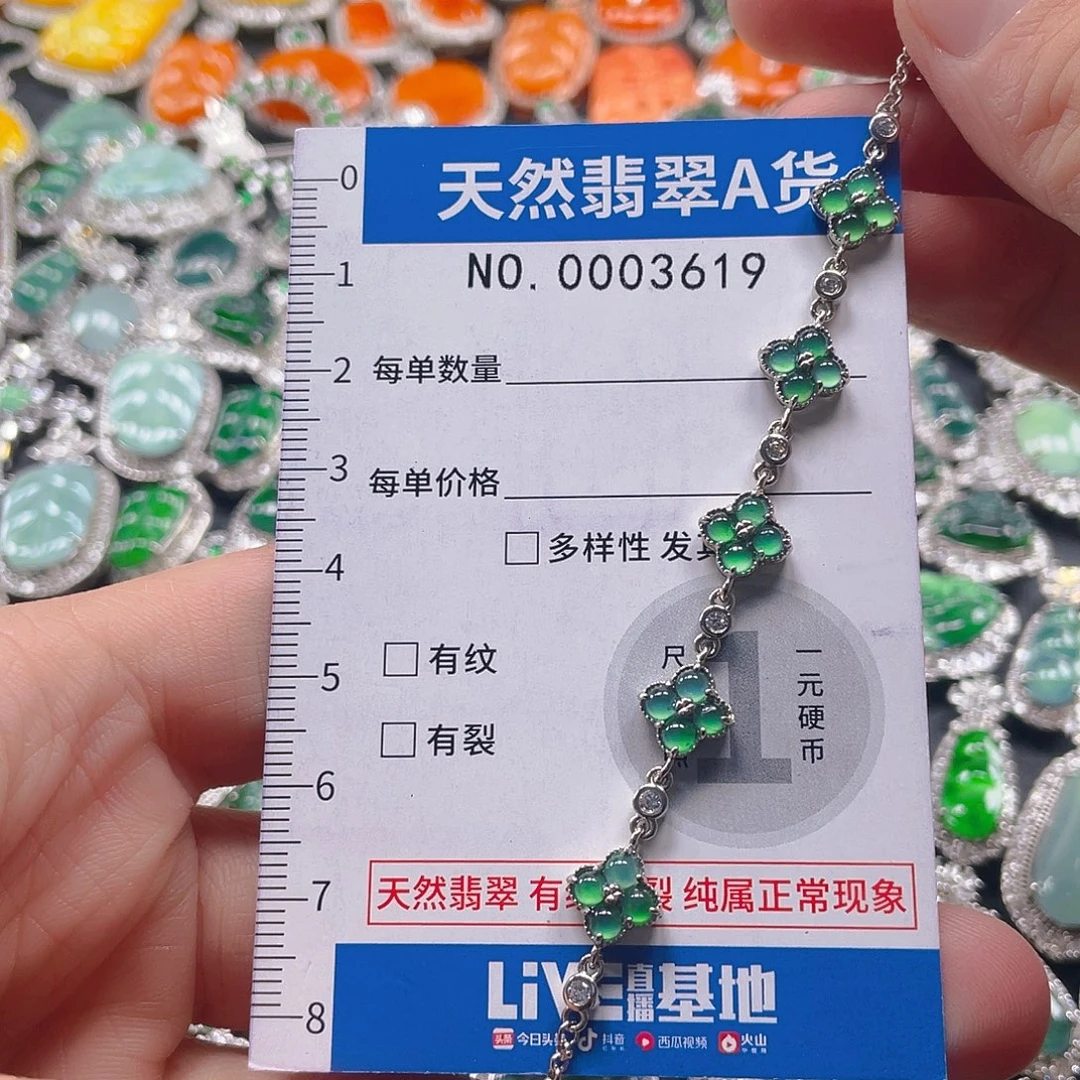 天然翡翠A货
0
NO. 0003619
1
2
每单数量
3
每单价格
多样性 发
4
有纹
尺
一元硬币
1
5
有裂
6
7
天然翡翠 有 裂 纯属正常现象
LiVE直播基地
8
今日头
抖音
西瓜视频
火山